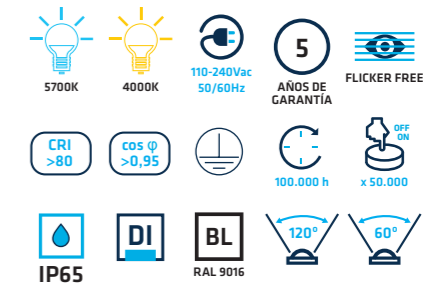 5700K
4000K
110-240Vac
50/60Hz
5
AÑOS DE
GARANTÍA
FLICKER FREE
CRI
>80
cos φ
>0,95
100.000 h
OFF
ON
x 50.000
IP65
DI
BL
RAL 9016
120°
60°